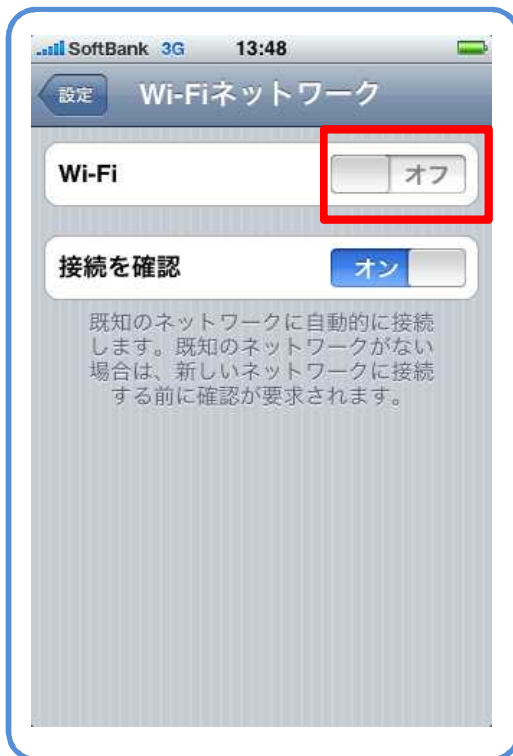 SoftBank 3G 13:48
設定 Wi-Fiネットワーク
Wi-Fi オフ
接続を確認 オン
既知のネットワークに自動的に接続
します。既知のネットワークがない
場合は、新しいネットワークに接続
する前に確認が要求されます。